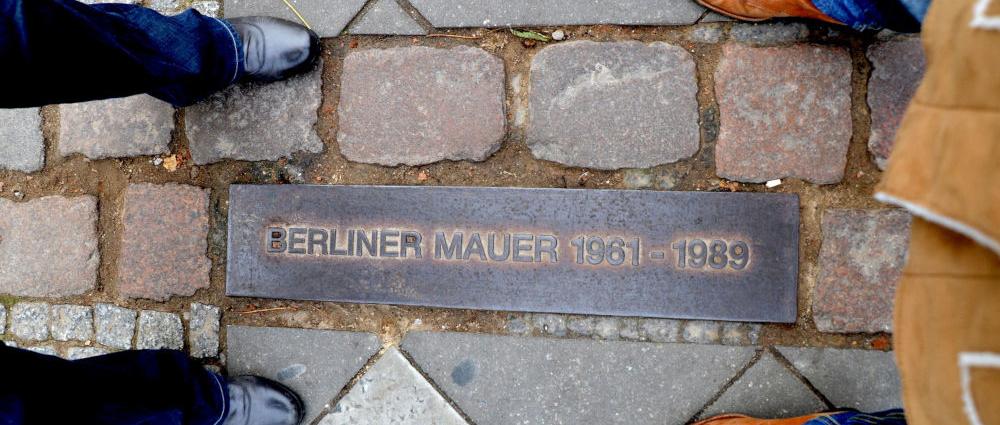 BERLINER MAUER 1961 - 1989